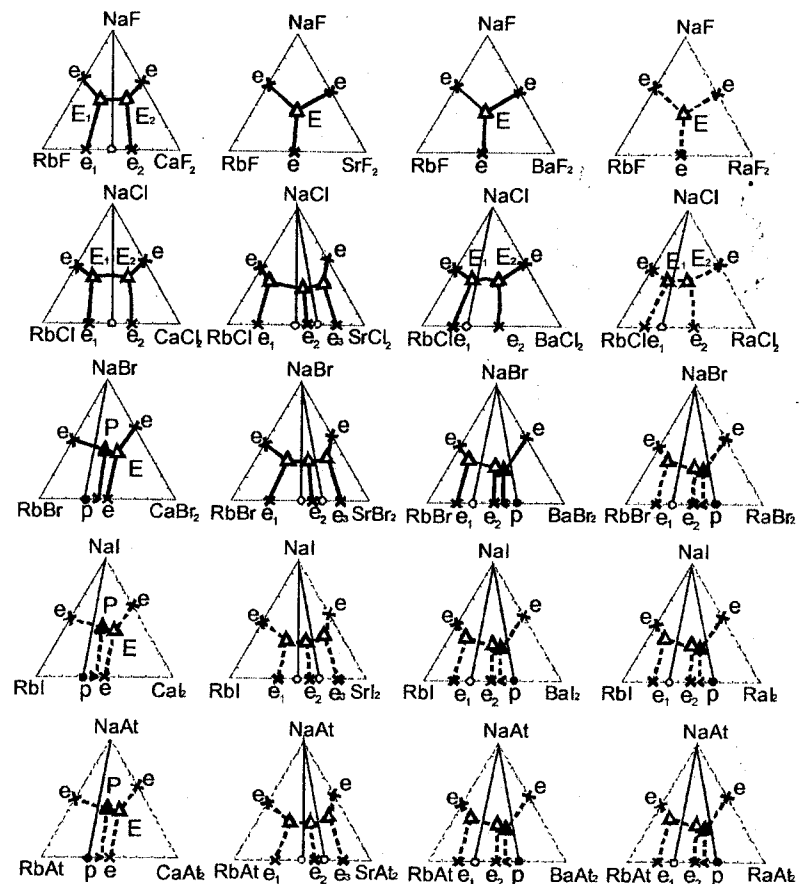 NaF NaF NaF NaF
e e e e e e e e
E₁ E₂ E E E
RbF e₁ e₂ CaF₂ RbF e SrF₂ RbF e BaF₂ RbF e RaF₂
NaCl NaCl NaCl NaCl
e e e e e e e e
E₁ E₂ E₁ E₂ E₁ E₂
RbCl e₁ e₂ CaCl₂ RbCl e₁ e₂ e₃ SrCl₂ RbCl e₁ e₂ BaCl₂ RbCl e₁ e₂ RaCl₂
NaBr NaBr NaBr NaBr
e P e e e e e e e
E
RbBr p e CaBr₂ RbBr e₁ e₂ e₃ SrBr₂ RbBr e₁ e₂ p BaBr₂ RbBr e₁ e₂ p RaBr₂
NaI NaI NaI NaI
e P e e e e e e e
E
RbI p e CaI₂ RbI e₁ e₂ e₃ SrI₂ RbI e₁ e₂ p BaI₂ RbI e₁ e₂ p RaI₂
NaAt NaAt NaAt NaAt
e P e e e e e e e
E
RbAt p e CaAt₂ RbAt e₁ e₂ e₃ SrAt₂ RbAt e₁ e₂ p BaAt₂ RbAt e₁ e₂ p RaAt₂